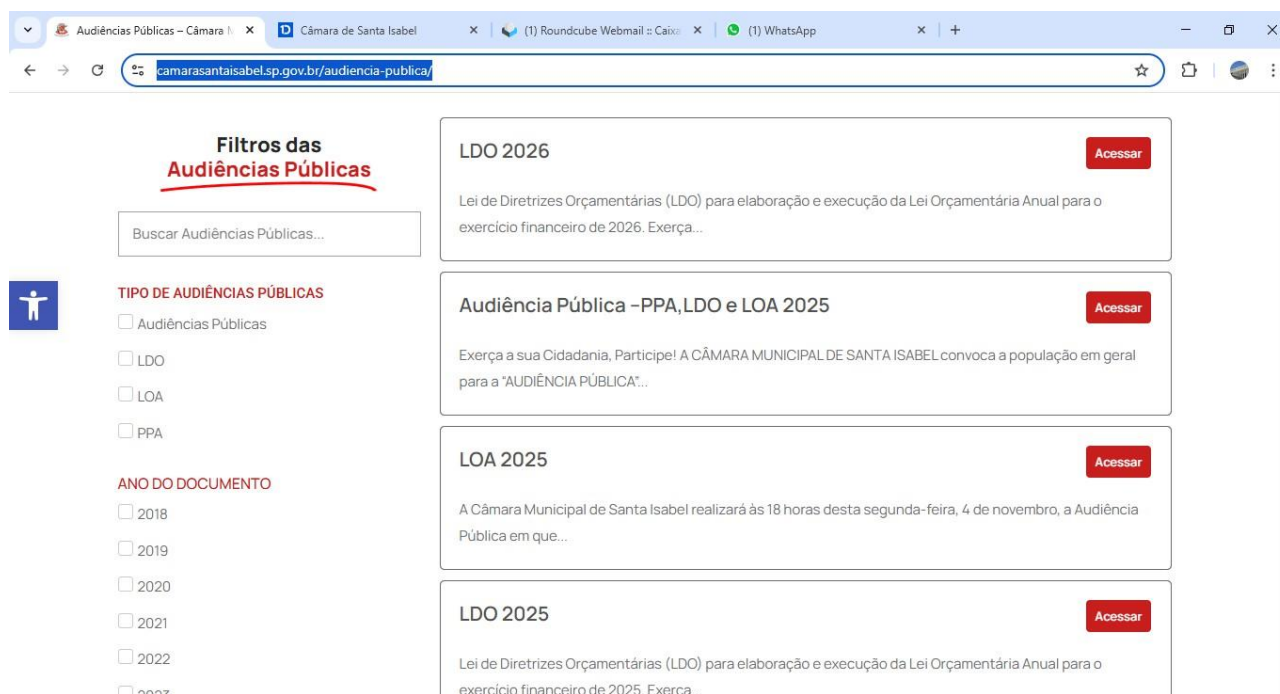 Audiências Públicas – Câmara M
Câmara de Santa Isabel
(1) Roundcube Webmail :: Caixa
(1) WhatsApp
camarasantaisabel.sp.gov.br/audiencia-publica/
Filtros das
Audiências Públicas
Buscar Audiências Públicas...
TIPO DE AUDIÊNCIAS PÚBLICAS
Audiências Públicas
LDO
LOA
PPA
ANO DO DOCUMENTO
2018
2019
2020
2021
2022
2023
LDO 2026
Acessar
Lei de Diretrizes Orçamentárias (LDO) para elaboração e execução da Lei Orçamentária Anual para o
exercício financeiro de 2026. Exerça...
Audiência Pública –PPA,LDO e LOA 2025
Acessar
Exerça a sua Cidadania, Participe! A CÂMARA MUNICIPAL DE SANTA ISABEL convoca a população em geral
para a “AUDIÊNCIA PÚBLICA”...
LOA 2025
Acessar
A Câmara Municipal de Santa Isabel realizará às 18 horas desta segunda-feira, 4 de novembro, a Audiência
Pública em que...
LDO 2025
Acessar
Lei de Diretrizes Orçamentárias (LDO) para elaboração e execução da Lei Orçamentária Anual para o
exercício financeiro de 2025. Exerça...